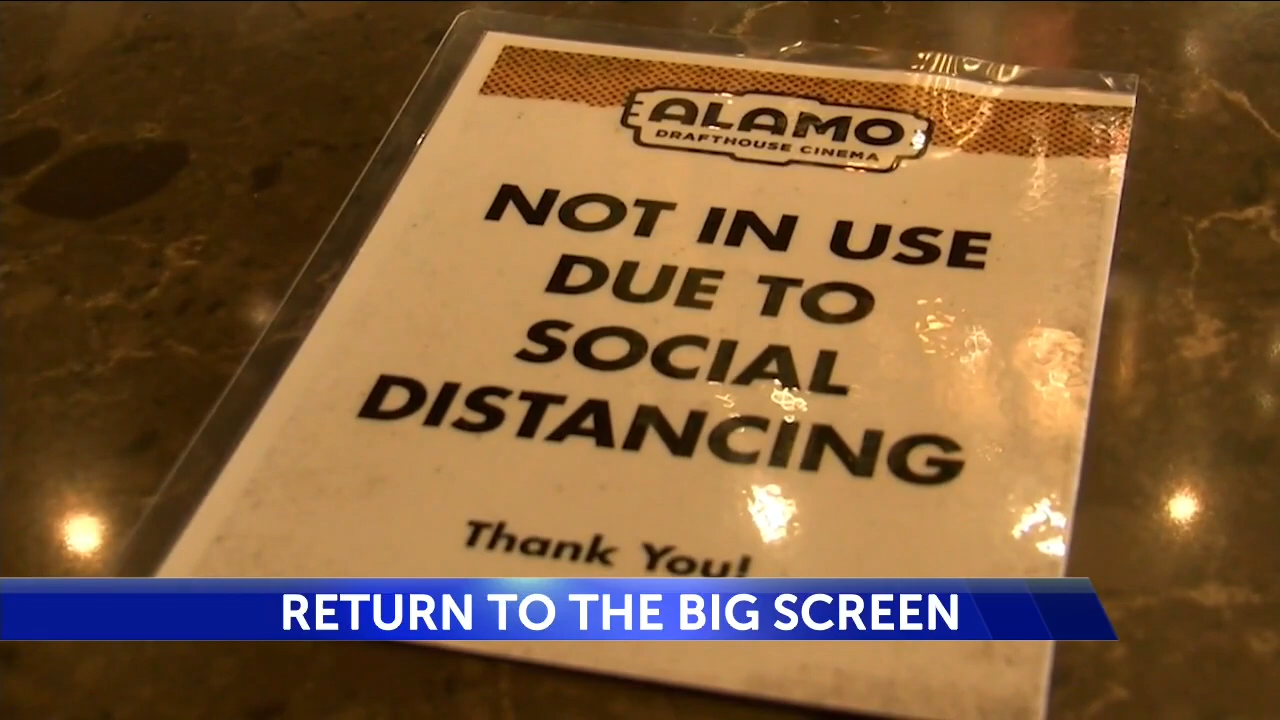 ALAMO
DRAFTHOUSE CINEMA
NOT IN USE
DUE TO
SOCIAL
DISTANCING
Thank You!
RETURN TO THE BIG SCREEN